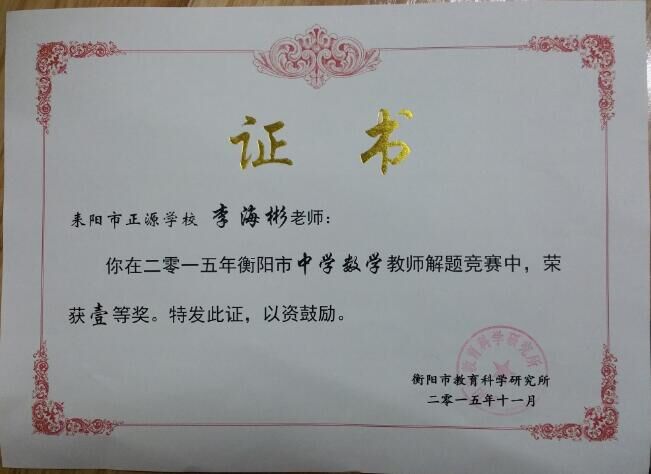 证 书
耒阳市正源学校 李海彬老师：
你在二零一五年衡阳市中学数学教师解题竞赛中，荣
获壹等奖。特发此证，以资鼓励。
衡阳市教育科学研究所
二零一五年十一月